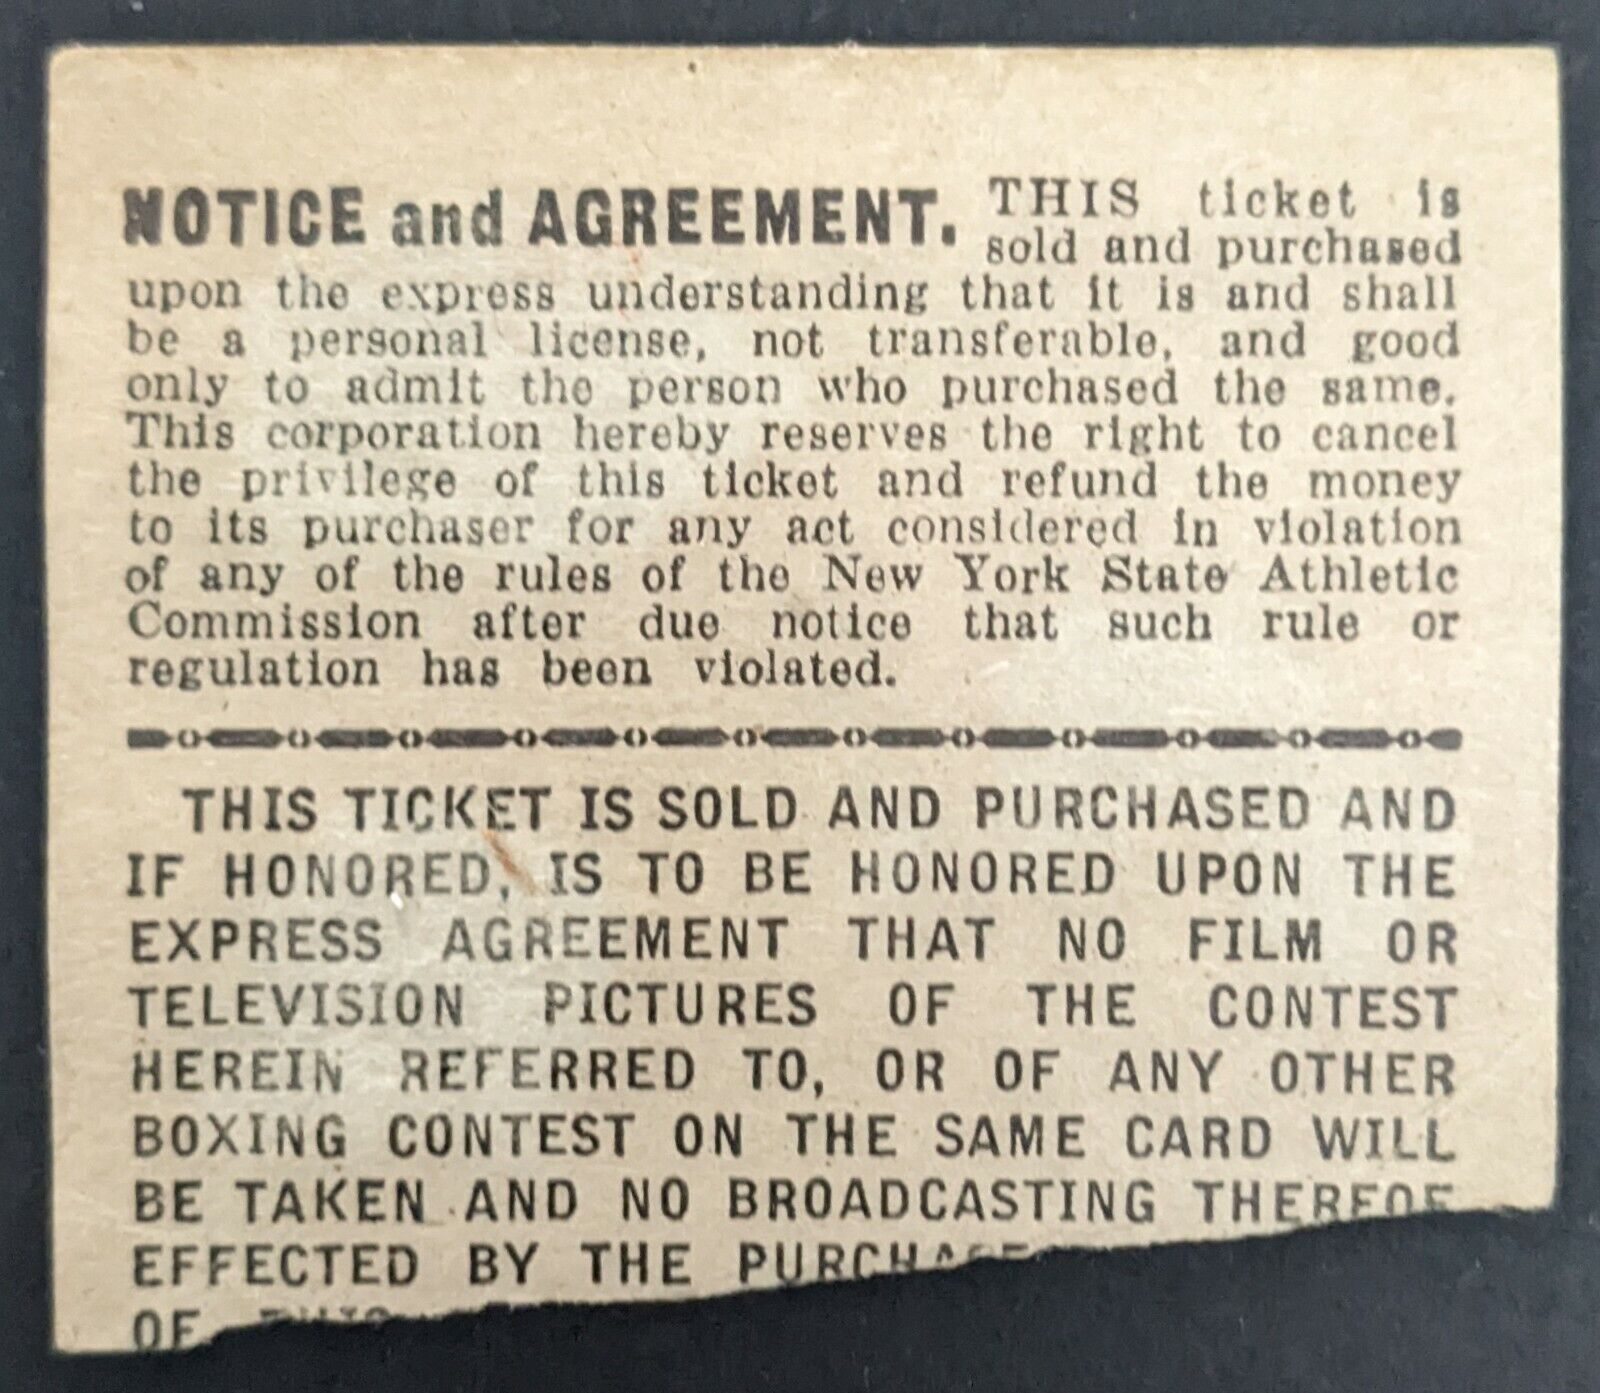 NOTICE and AGREEMENT. THIS ticket is
sold and purchased
upon the express understanding that it is and shall
be a personal license, not transferable, and good
only to admit the person who purchased the same.
This corporation hereby reserves the right to cancel
the privilege of this ticket and refund the money
to its purchaser for any act considered in violation
of any of the rules of the New York State Athletic
Commission after due notice that such rule or
regulation has been violated.
THIS TICKET IS SOLD AND PURCHASED AND
IF HONORED, IS TO BE HONORED UPON THE
EXPRESS AGREEMENT THAT NO FILM OR
TELEVISION PICTURES OF THE CONTEST
HEREIN REFERRED TO, OR OF ANY OTHER
BOXING CONTEST ON THE SAME CARD WILL
BE TAKEN AND NO BROADCASTING THEREOF
EFFECTED BY THE
OF